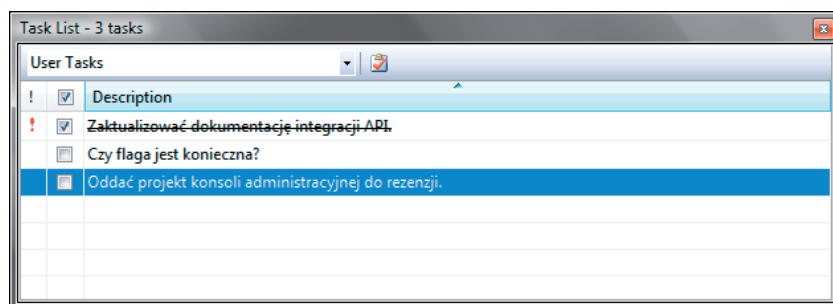 Task List - 3 tasks
User Tasks
! Description
! Zaktualizować dokumentację integracji API.
Czy flaga jest konieczna?
Oddać projekt konsoli administracyjnej do rezenzji.